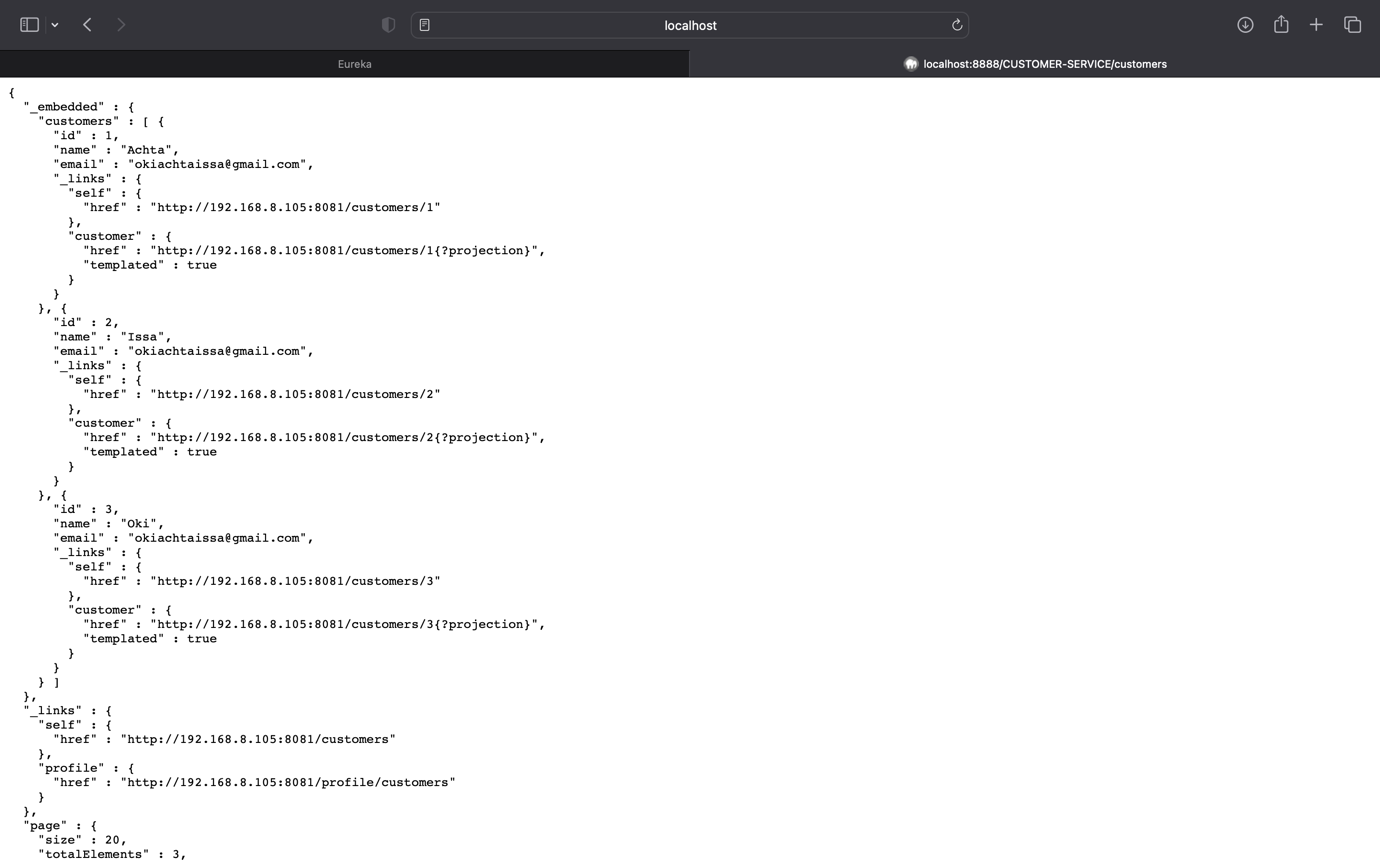 localhost
Eureka
localhost:8888/CUSTOMER-SERVICE/customers
{
  "_embedded" : {
    "customers" : [ {
      "id" : 1,
      "name" : "Achta",
      "email" : "okiachtaissa@gmail.com",
      "_links" : {
        "self" : {
          "href" : "http://192.168.8.105:8081/customers/1"
        },
        "customer" : {
          "href" : "http://192.168.8.105:8081/customers/1{?projection}",
          "templated" : true
        }
      }
    }, {
      "id" : 2,
      "name" : "Issa",
      "email" : "okiachtaissa@gmail.com",
      "_links" : {
        "self" : {
          "href" : "http://192.168.8.105:8081/customers/2"
        },
        "customer" : {
          "href" : "http://192.168.8.105:8081/customers/2{?projection}",
          "templated" : true
        }
      }
    }, {
      "id" : 3,
      "name" : "Oki",
      "email" : "okiachtaissa@gmail.com",
      "_links" : {
        "self" : {
          "href" : "http://192.168.8.105:8081/customers/3"
        },
        "customer" : {
          "href" : "http://192.168.8.105:8081/customers/3{?projection}",
          "templated" : true
        }
      }
    } ]
  },
  "_links" : {
    "self" : {
      "href" : "http://192.168.8.105:8081/customers"
    },
    "profile" : {
      "href" : "http://192.168.8.105:8081/profile/customers"
    }
  },
  "page" : {
    "size" : 20,
    "totalElements" : 3,